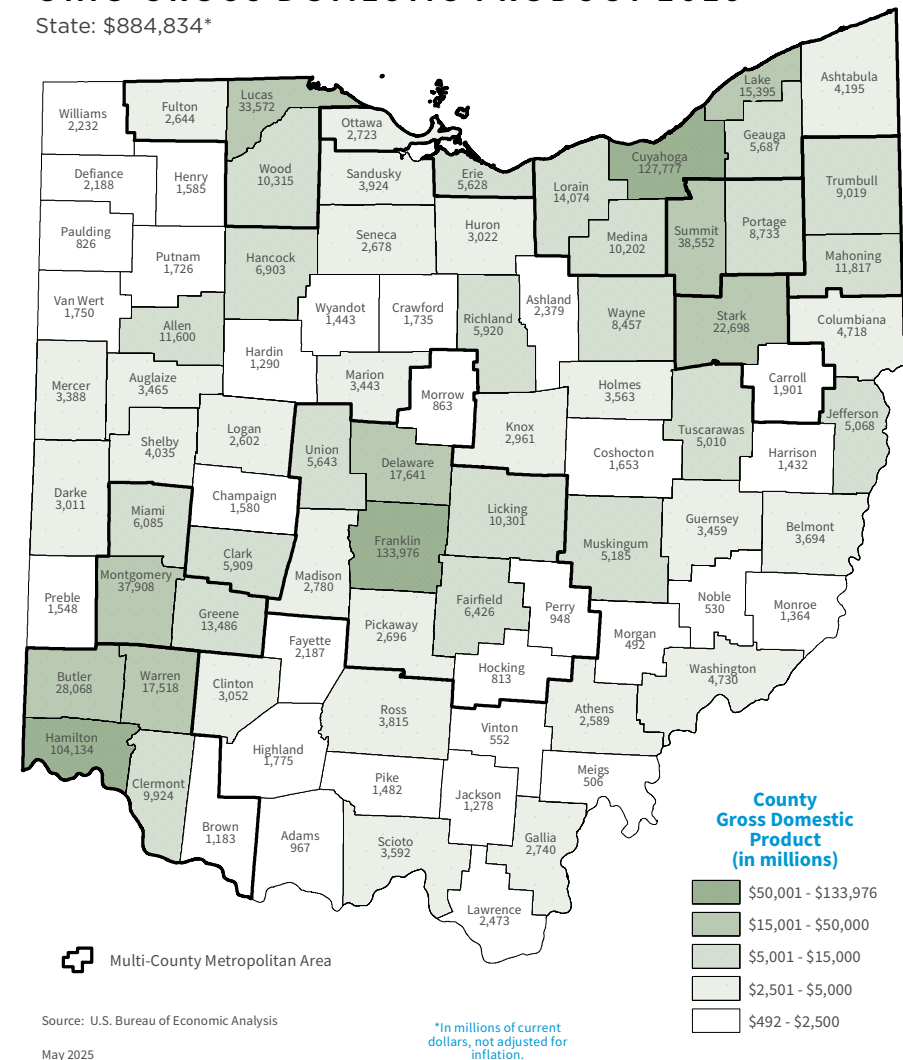 State: $884,834*
Williams
2,232
Fulton
2,644
Lucas
33,572
Ottawa
2,723
Lake
15,395
Ashtabula
4,195
Geauga
5,687
Cuyahoga
127,777
Defiance
2,188
Henry
1,585
Wood
10,315
Sandusky
3,924
Erie
5,628
Lorain
14,074
Trumbull
9,019
Paulding
826
Putnam
1,726
Hancock
6,903
Seneca
2,678
Huron
3,022
Medina
10,202
Summit
38,552
Portage
8,733
Mahoning
11,817
Van Wert
1,750
Allen
11,600
Wyandot
1,443
Crawford
1,735
Richland
5,920
Ashland
2,379
Wayne
8,457
Stark
22,698
Columbiana
4,718
Mercer
3,388
Auglaize
3,465
Hardin
1,290
Marion
3,443
Morrow
863
Holmes
3,563
Carroll
1,901
Jefferson
5,068
Shelby
4,035
Logan
2,602
Union
5,643
Delaware
17,641
Knox
2,961
Coshocton
1,653
Tuscarawas
5,010
Harrison
1,432
Darke
3,011
Miami
6,085
Champaign
1,580
Licking
10,301
Muskingum
5,185
Guernsey
3,459
Belmont
3,694
Clark
5,909
Madison
2,780
Franklin
133,976
Preble
1,548
Montgomery
37,908
Greene
13,486
Fayette
2,187
Pickaway
2,696
Fairfield
6,426
Perry
948
Morgan
492
Noble
530
Monroe
1,364
Hocking
813
Washington
4,730
Butler
28,068
Warren
17,518
Clinton
3,052
Ross
3,815
Vinton
552
Athens
2,589
Hamilton
104,134
Clermont
9,924
Brown
1,183
Highland
1,775
Pike
1,482
Jackson
1,278
Meigs
506
Adams
967
Scioto
3,592
Gallia
2,740
Lawrence
2,473
County
Gross Domestic
Product
(in millions)
$50,001 - $133,976
$15,001 - $50,000
$5,001 - $15,000
$2,501 - $5,000
$492 - $2,500
Multi-County Metropolitan Area
Source: U.S. Bureau of Economic Analysis
*In millions of current
dollars, not adjusted for
inflation.
May 2025